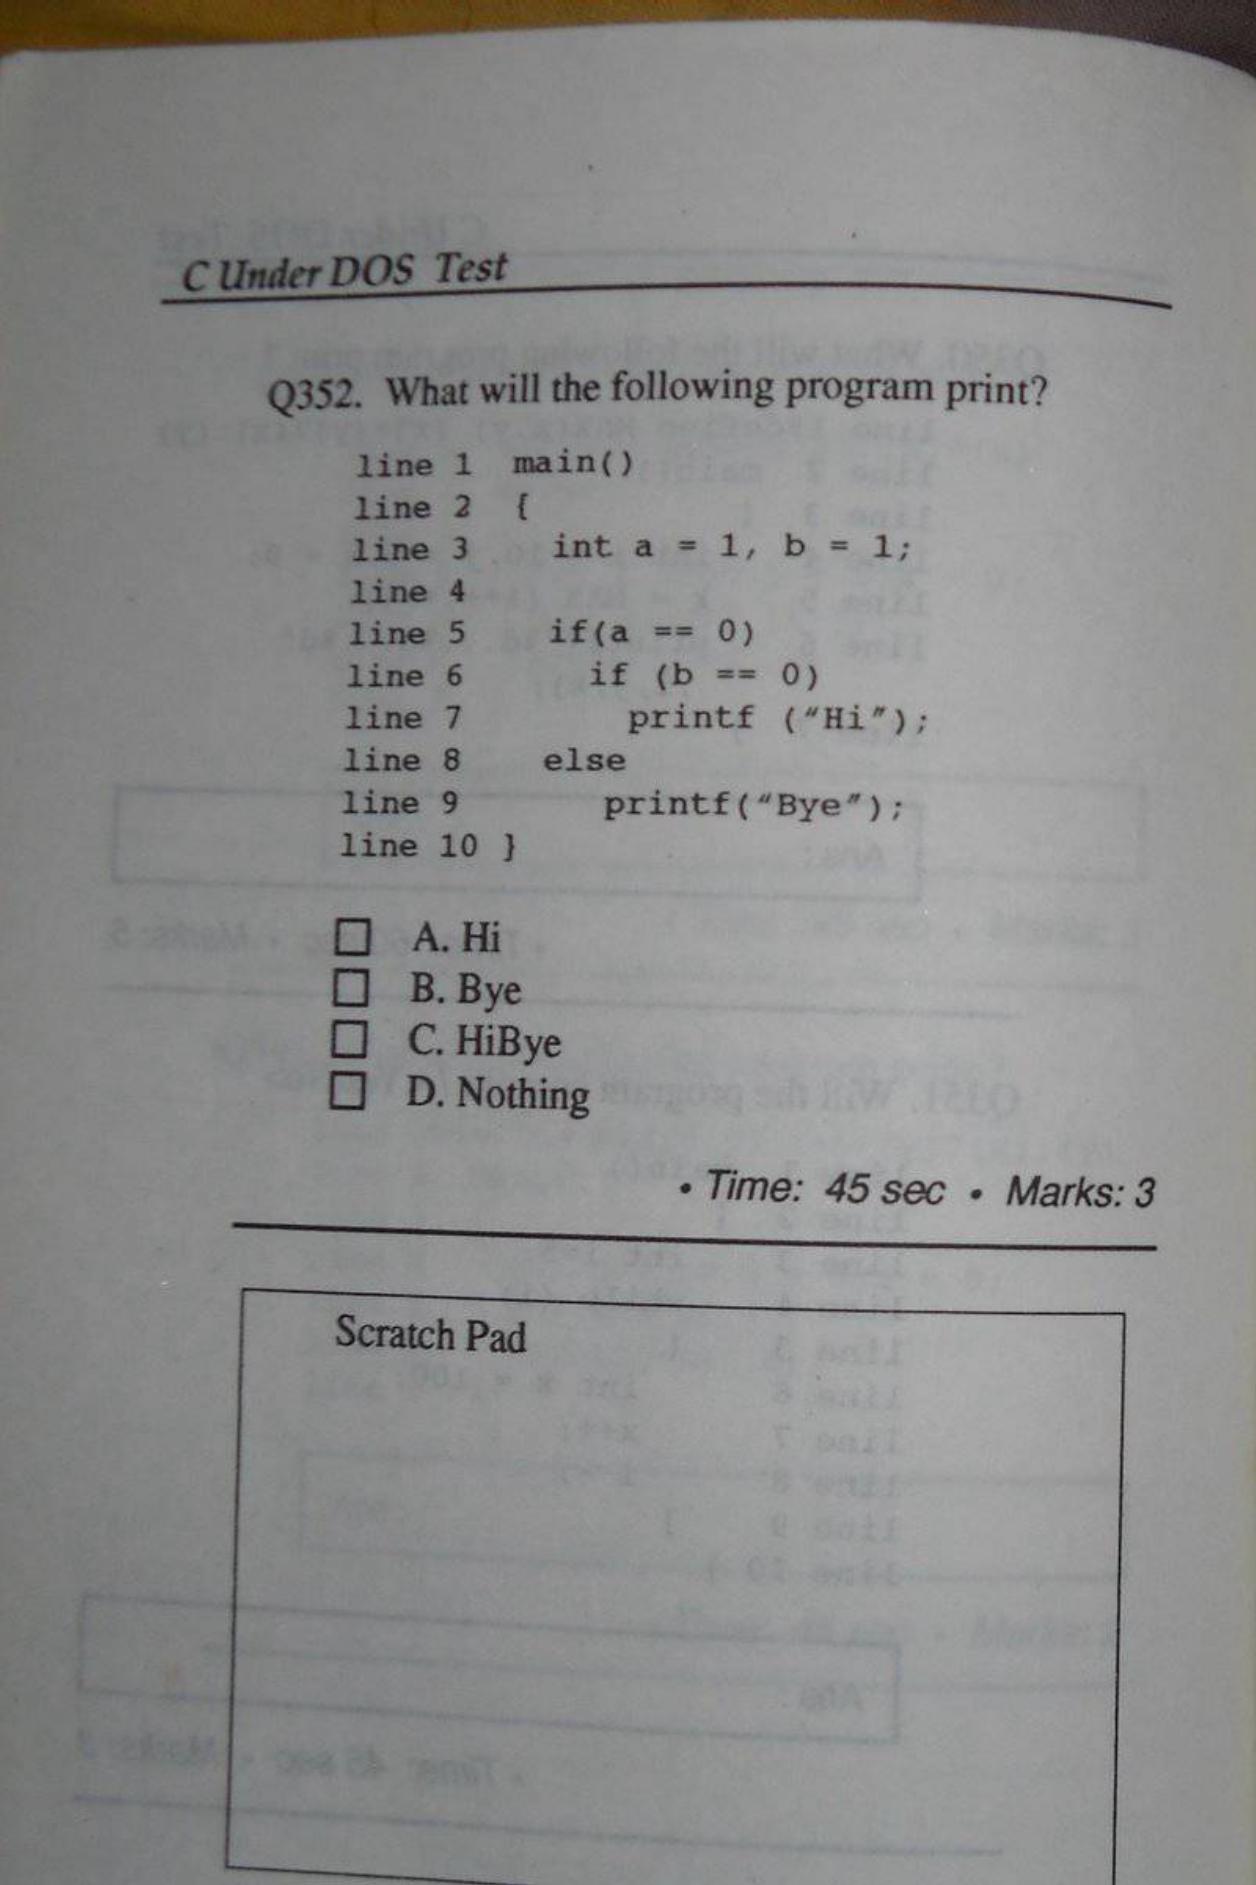 C Under DOS Test
Q352. What will the following program print?
line 1 main()
line 2 {
line 3 int a = 1, b = 1;
line 4
line 5 if(a == 0)
line 6 if (b == 0)
line 7 printf (“Hi”);
line 8 else
line 9 printf(“Bye”);
line 10 }
A. Hi
B. Bye
C. HiBye
D. Nothing
• Time: 45 sec • Marks: 3
Scratch Pad